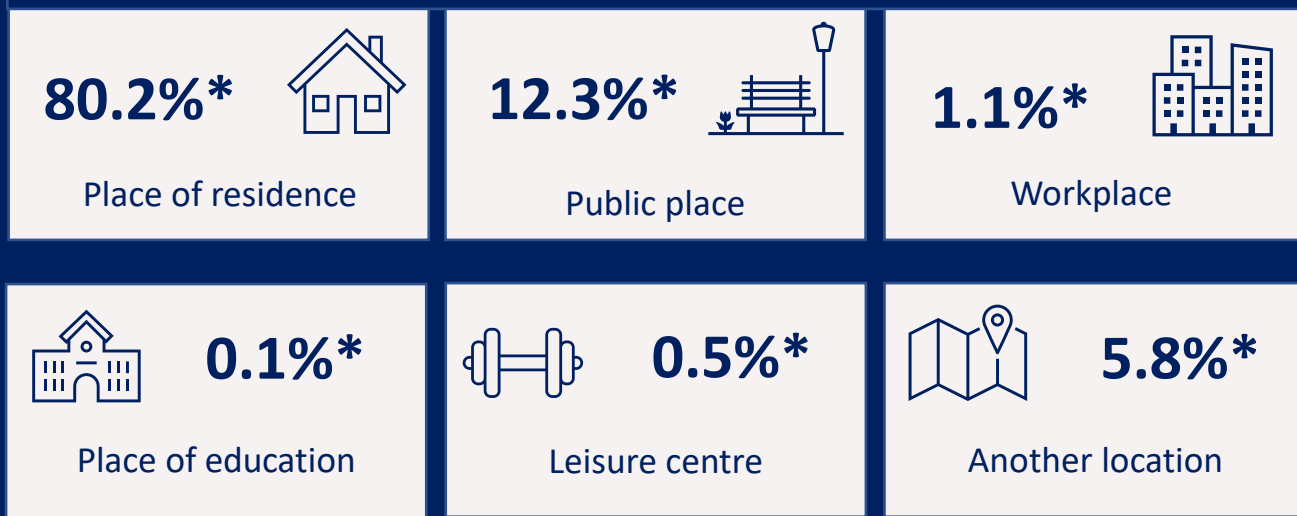 80.2%*
Place of residence
12.3%*
Public place
1.1%*
Workplace
0.1%*
Place of education
0.5%*
Leisure centre
5.8%*
Another location